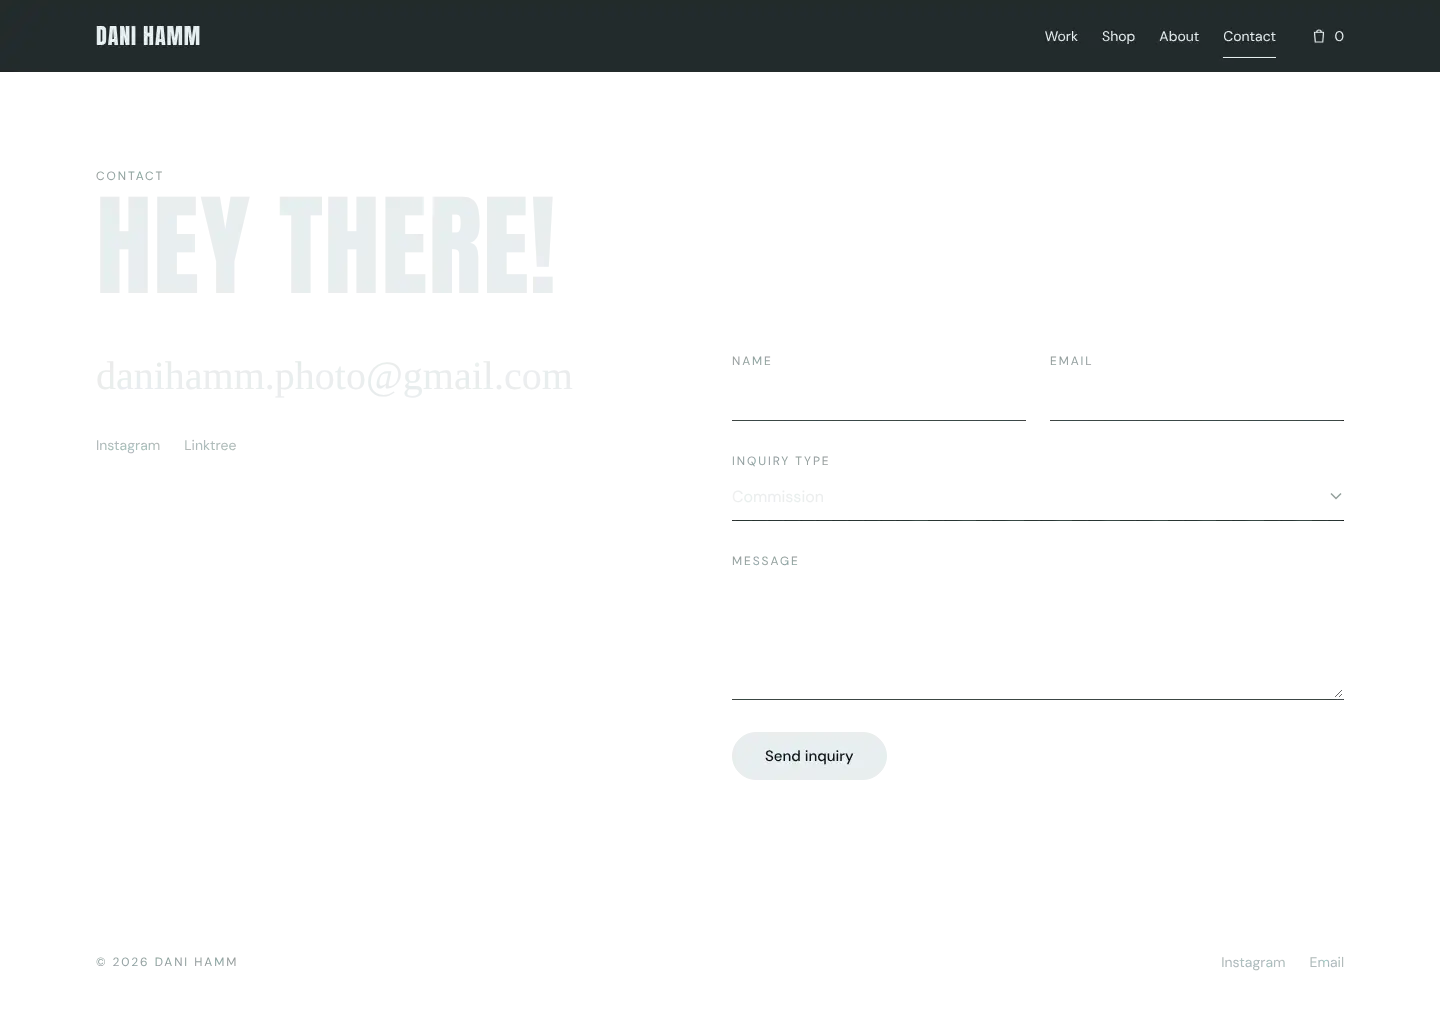 DANI HAMM
Work Shop About Contact 0
CONTACT
HEY THERE!
danihamm.photo@gmail.com
Instagram Linktree
NAME EMAIL
INQUIRY TYPE
Commission
MESSAGE
Send inquiry
© 2026 DANI HAMM
Instagram Email